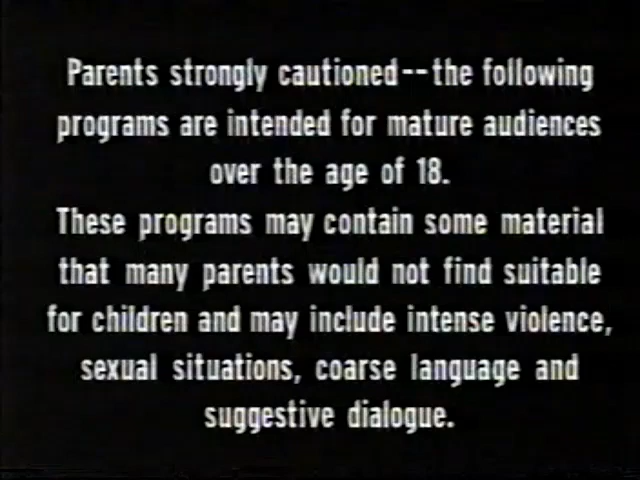 Parents strongly cautioned--the following
programs are intended for mature audiences
over the age of 18.
These programs may contain some material
that many parents would not find suitable
for children and may include intense violence,
sexual situations, coarse language and
suggestive dialogue.